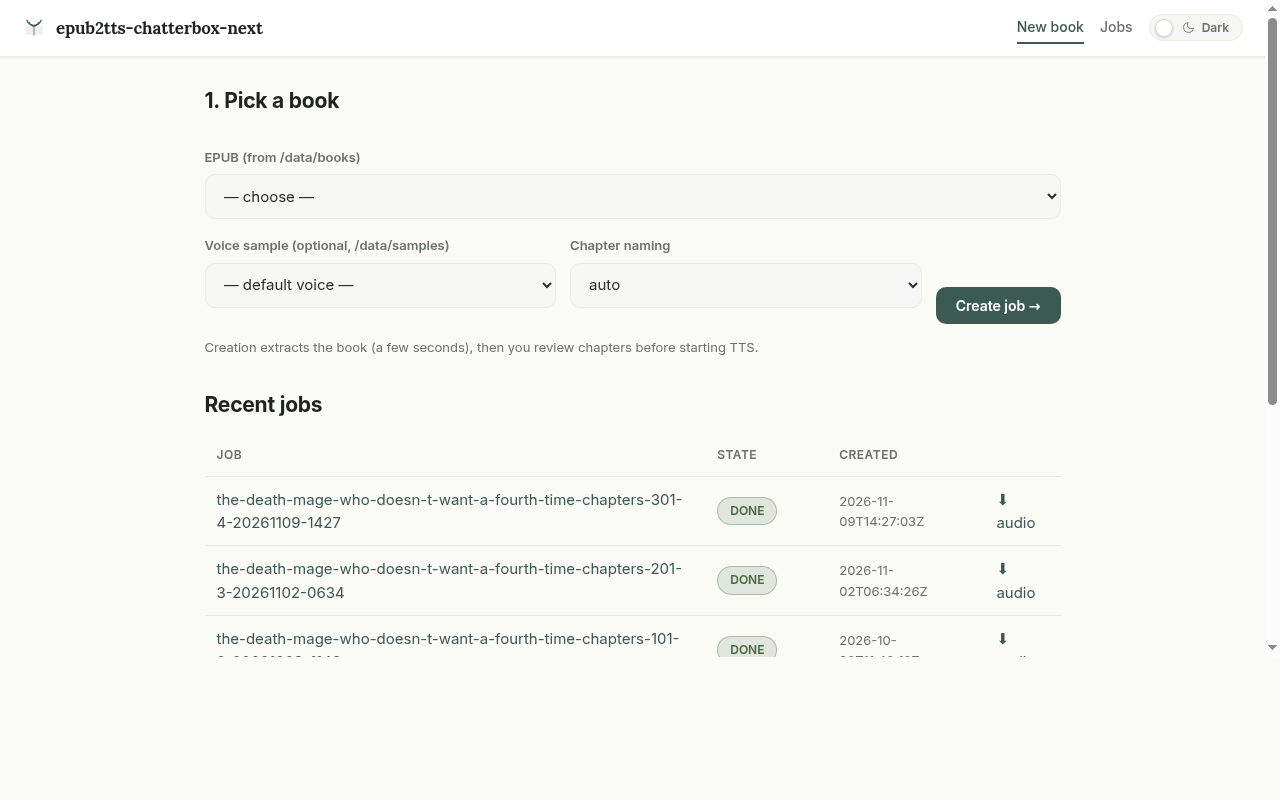 epub2tts-chatterbox-next
New book
Jobs
Dark
1. Pick a book
EPUB (from /data/books)
— choose —
Voice sample (optional, /data/samples)
Chapter naming
— default voice —
auto
Create job →
Creation extracts the book (a few seconds), then you review chapters before starting TTS.
Recent jobs
JOB
STATE
CREATED
the-death-mage-who-doesn-t-want-a-fourth-time-chapters-301-
4-20261109-1427
DONE
2026-11-
09T14:27:03Z
⬇
audio
the-death-mage-who-doesn-t-want-a-fourth-time-chapters-201-
3-20261102-0634
DONE
2026-11-
02T06:34:26Z
⬇
audio
the-death-mage-who-doesn-t-want-a-fourth-time-chapters-101-
DONE
2026-10-
⬇